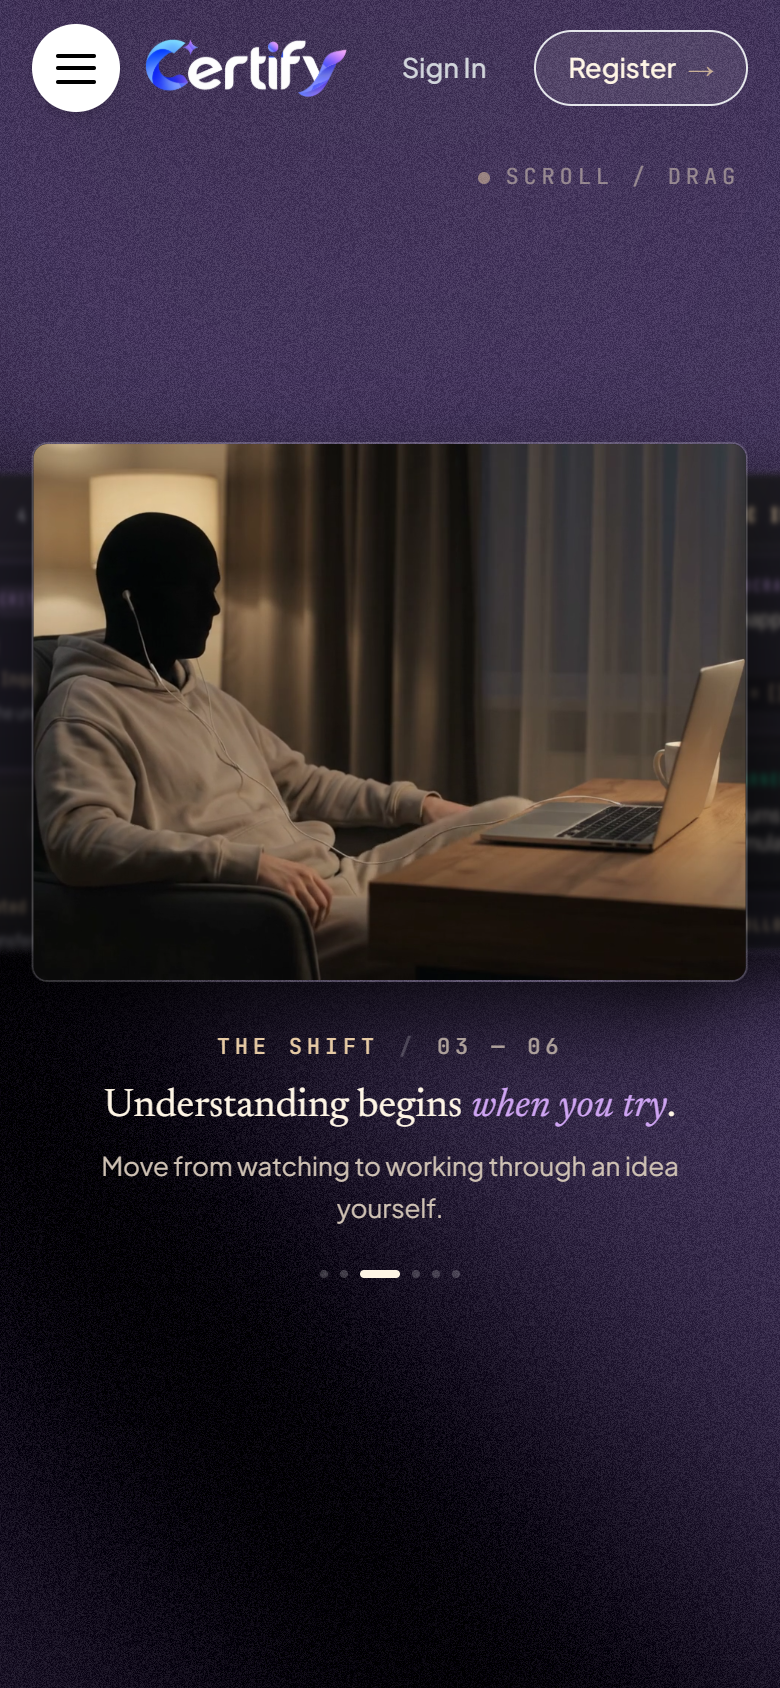 Certify
Sign In
Register →
SCROLL / DRAG
THE SHIFT / 03 — 06
Understanding begins when you try.
Move from watching to working through an idea
yourself.